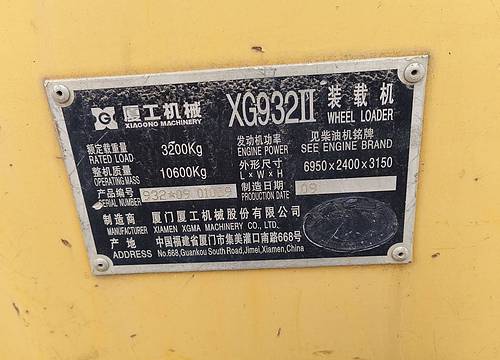 厦工机械 XG932II 装载机
XIAGONG MACHINERY WHEEL LOADER
额定载重量 3200Kg 发动机功率 见柴油机铭牌
RATED LOAD ENGINE POWER SEE ENGINE BRAND
整机质量 10600Kg 外形尺寸 6950×2400×3150
OPERATING MASS L×W×H
产品编号 制造日期 09
SERIAL NUMBER PRODUCTION DATE
制造商 厦门厦工机械股份有限公司
MANUFACTURER XIAMEN XGMA MACHINERY CO., LTD.
产地 中国福建省厦门市集美灌口南路668号
ADDRESS No.668,Guankou South Road,Jimei,Xiamen,China